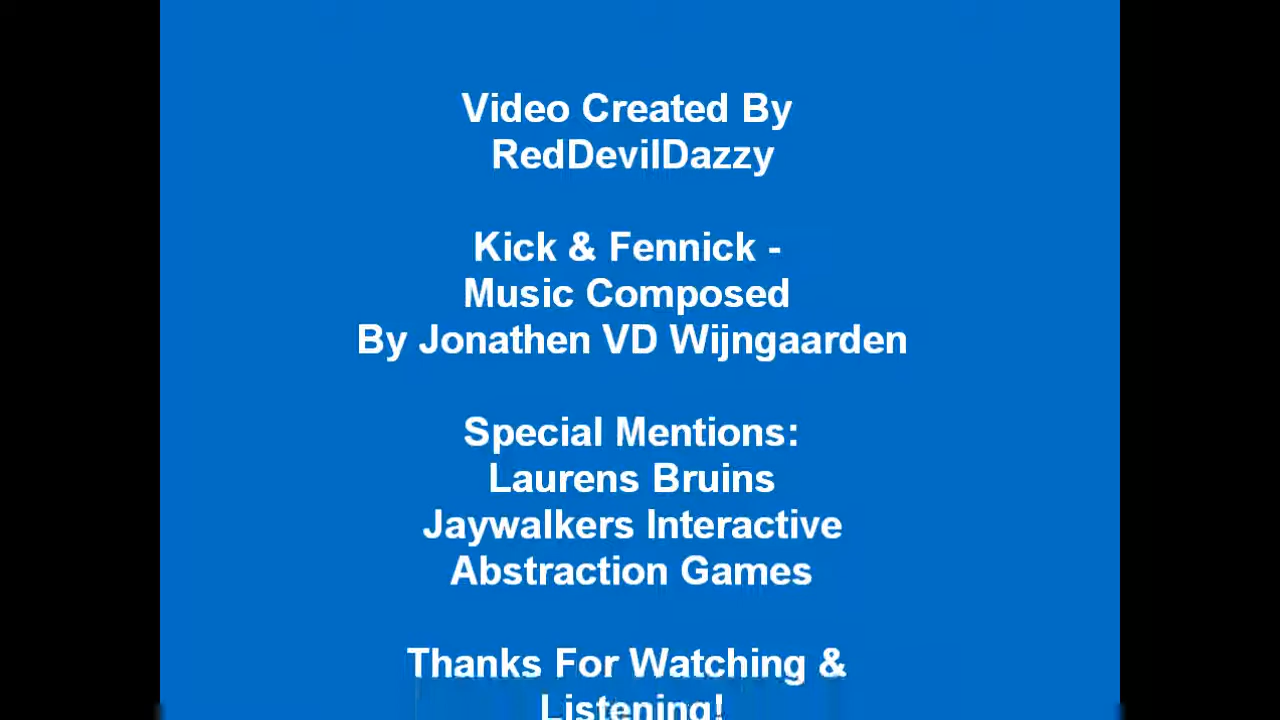 Video Created By
RedDevilDazzy
Kick & Fennick -
Music Composed
By Jonathen VD Wijngaarden
Special Mentions:
Laurens Bruins
Jaywalkers Interactive
Abstraction Games
Thanks For Watching &
Listening!